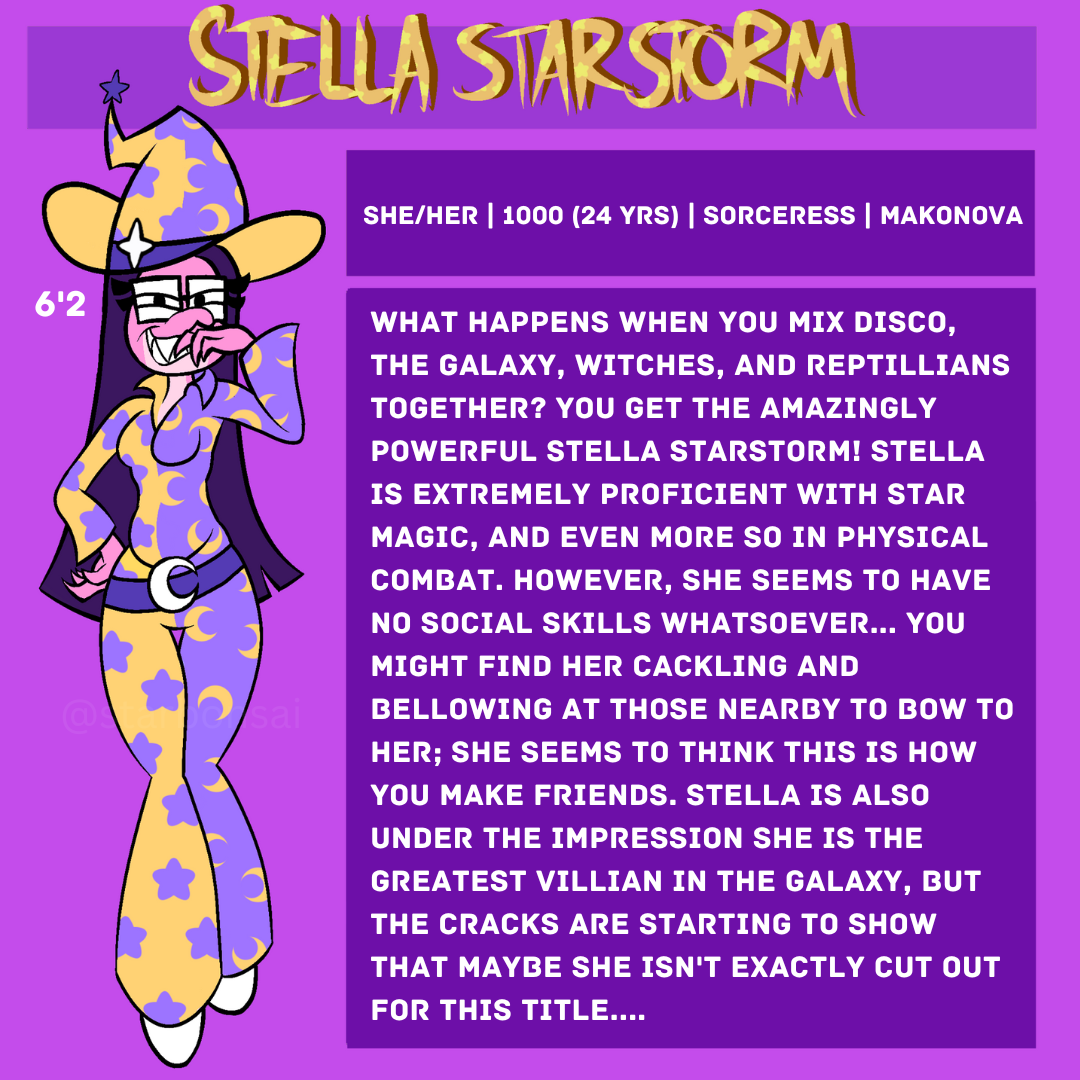 STELLA STARSTORM
SHE/HER | 1000 (24 YRS) | SORCERESS | MAKONOVA
6'2
WHAT HAPPENS WHEN YOU MIX DISCO,
THE GALAXY, WITCHES, AND REPTILLIANS
TOGETHER? YOU GET THE AMAZINGLY
POWERFUL STELLA STARSTORM! STELLA
IS EXTREMELY PROFICIENT WITH STAR
MAGIC, AND EVEN MORE SO IN PHYSICAL
COMBAT. HOWEVER, SHE SEEMS TO HAVE
NO SOCIAL SKILLS WHATSOEVER... YOU
MIGHT FIND HER CACKLING AND
BELLOWING AT THOSE NEARBY TO BOW TO
HER; SHE SEEMS TO THINK THIS IS HOW
YOU MAKE FRIENDS. STELLA IS ALSO
UNDER THE IMPRESSION SHE IS THE
GREATEST VILLIAN IN THE GALAXY, BUT
THE CRACKS ARE STARTING TO SHOW
THAT MAYBE SHE ISN'T EXACTLY CUT OUT
FOR THIS TITLE....